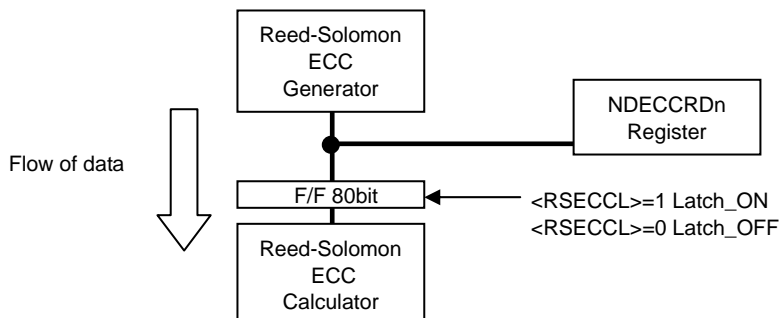 Reed-Solomon
ECC
Generator
NDECCRDn
Register
Flow of data
F/F 80bit
<RSECCL>=1 Latch_ON
<RSECCL>=0 Latch_OFF
Reed-Solomon
ECC
Calculator